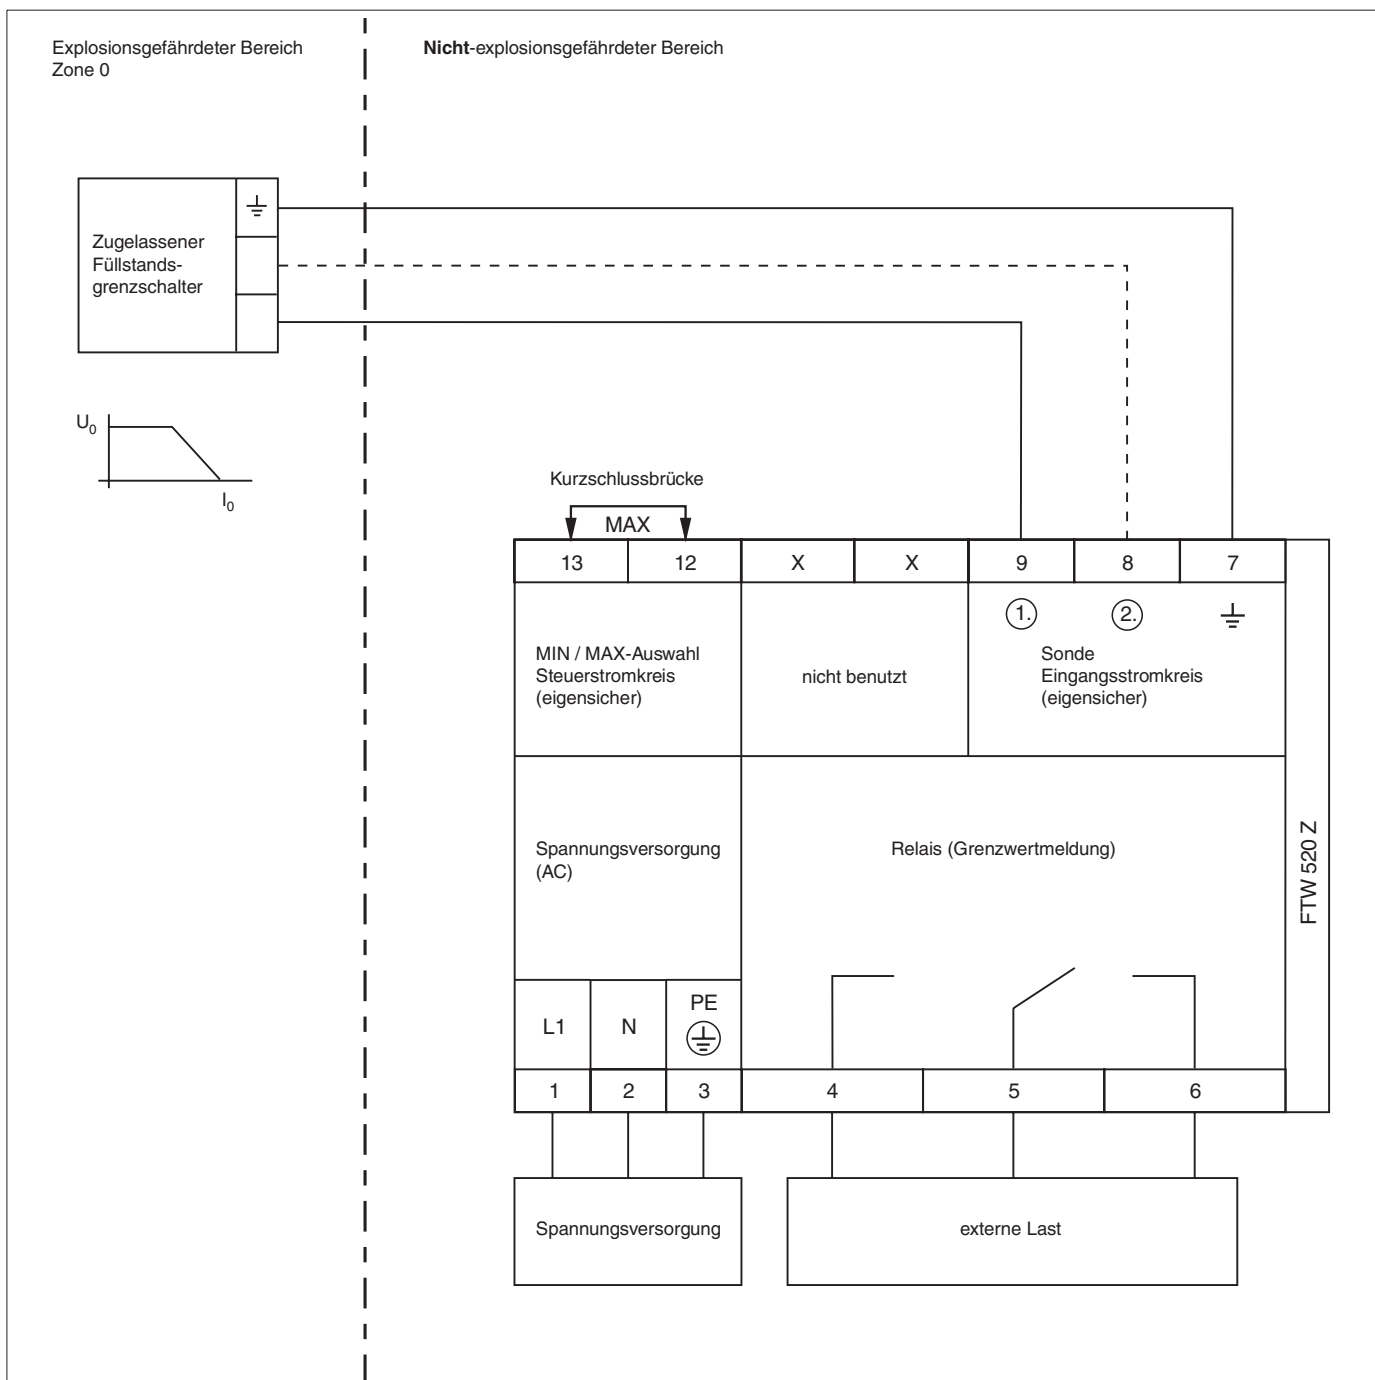 Explosionsgefährdeter Bereich
Zone 0
Nicht-explosionsgefährdeter Bereich
Zugelassener
Füllstands-
grenzschalter
U0
I0
Kurzschlussbrücke
MAX
13 12 X X 9 8 7
1. 2.
MIN / MAX-Auswahl
Steuerstromkreis
(eigensicher)
nicht benutzt
Sonde
Eingangsstromkreis
(eigensicher)
Spannungsversorgung
(AC)
Relais (Grenzwertmeldung)
FTW 520 Z
L1 N PE
1 2 3 4 5 6
Spannungsversorgung
externe Last